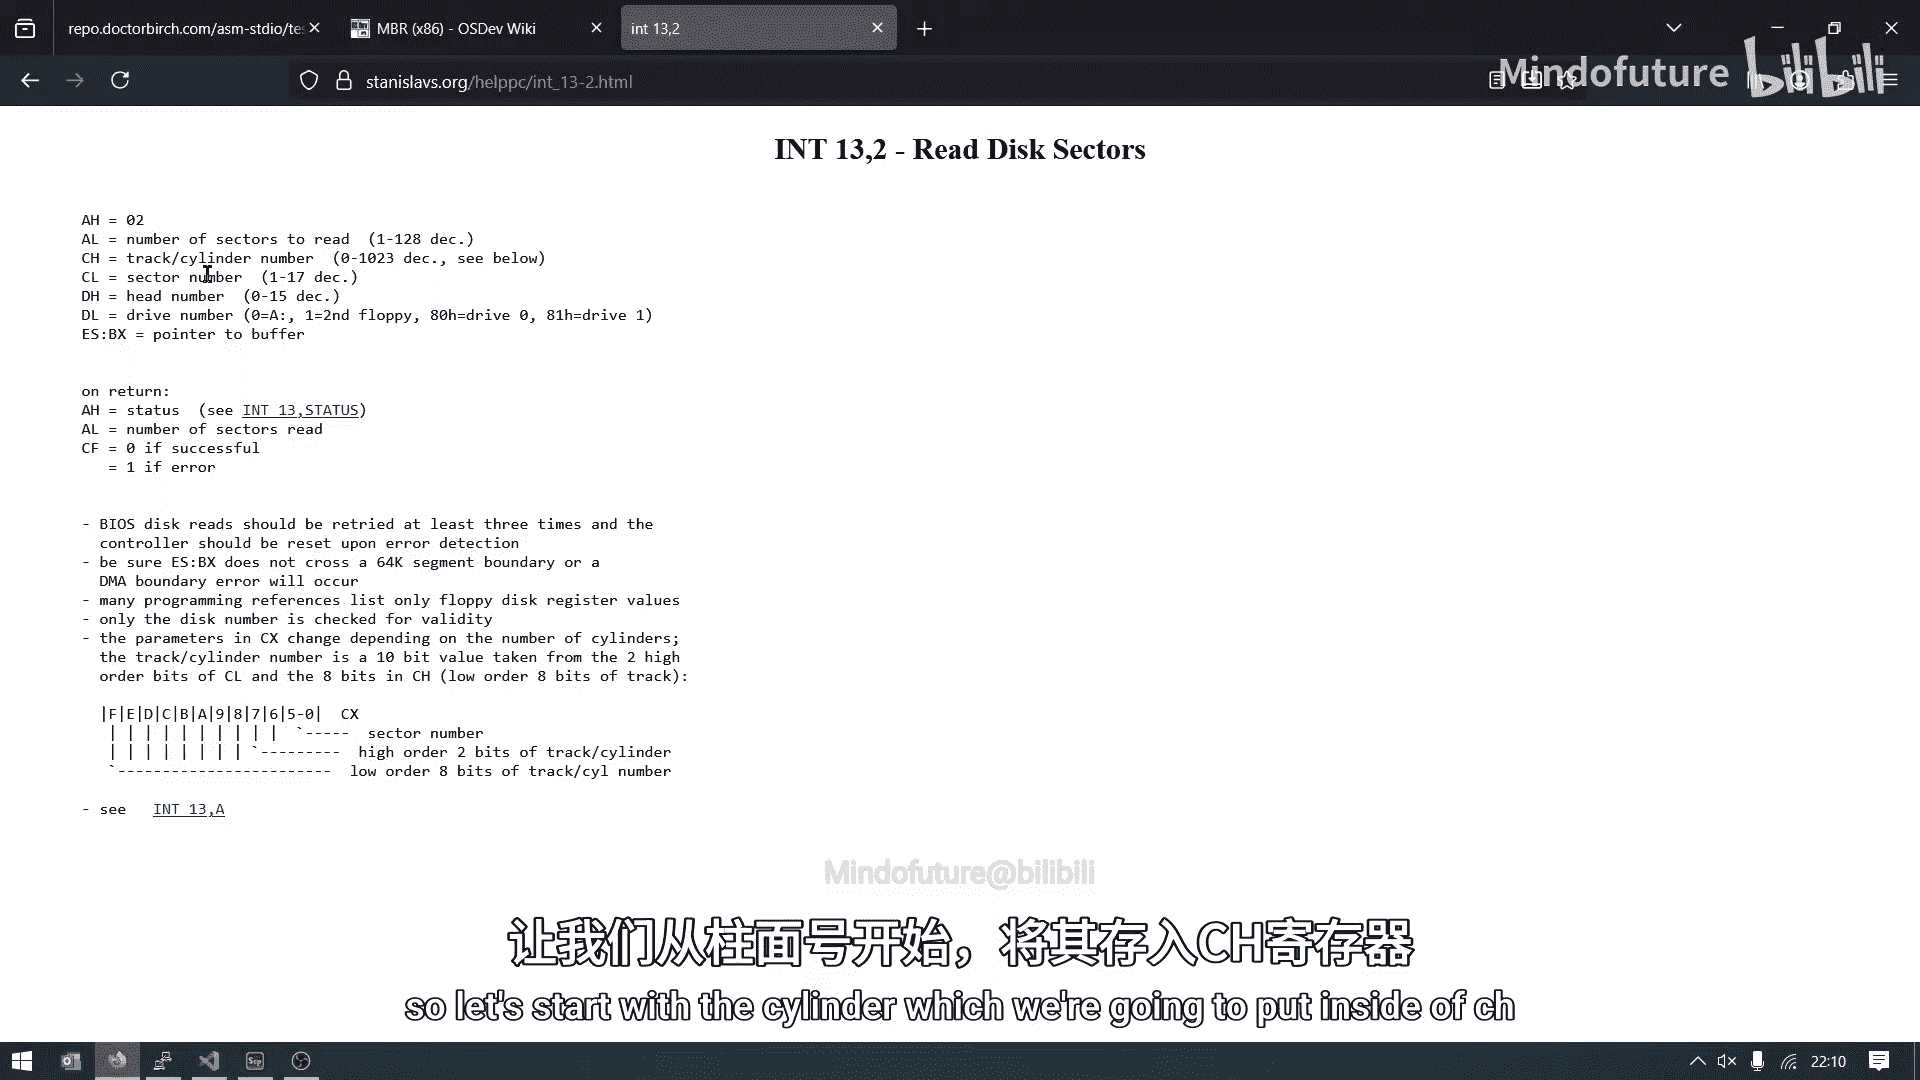 repo.doctorbirch.com/asm-stdio/te
MBR (x86) - OSDev Wiki
int 13,2
stanislavs.org/helppc/int_13-2.html
Mindofuture bilibili
INT 13,2 - Read Disk Sectors
AH = 02
AL = number of sectors to read  (1-128 dec.)
CH = track/cylinder number  (0-1023 dec., see below)
CL = sector number  (1-17 dec.)
DH = head number  (0-15 dec.)
DL = drive number (0=A:, 1=2nd floppy, 80h=drive 0, 81h=drive 1)
ES:BX = pointer to buffer
on return:
AH = status  (see INT 13,STATUS)
AL = number of sectors read
CF = 0 if successful
   = 1 if error
- BIOS disk reads should be retried at least three times and the
  controller should be reset upon error detection
- be sure ES:BX does not cross a 64K segment boundary or a
  DMA boundary error will occur
- many programming references list only floppy disk register values
- only the disk number is checked for validity
- the parameters in CX change depending on the number of cylinders;
  the track/cylinder number is a 10 bit value taken from the 2 high
  order bits of CL and the 8 bits in CH (low order 8 bits of track):
  |F|E|D|C|B|A|9|8|7|6|5-0|  CX
   | | | | | | | | | |  `-----  sector number
   | | | | | | | | `---------  high order 2 bits of track/cylinder
   `------------------------  low order 8 bits of track/cyl number
- see   INT 13,A
Mindofuture@bilibili
让我们从柱面号开始，将其存入CH寄存器
so let's start with the cylinder which we're going to put inside of ch
22:10